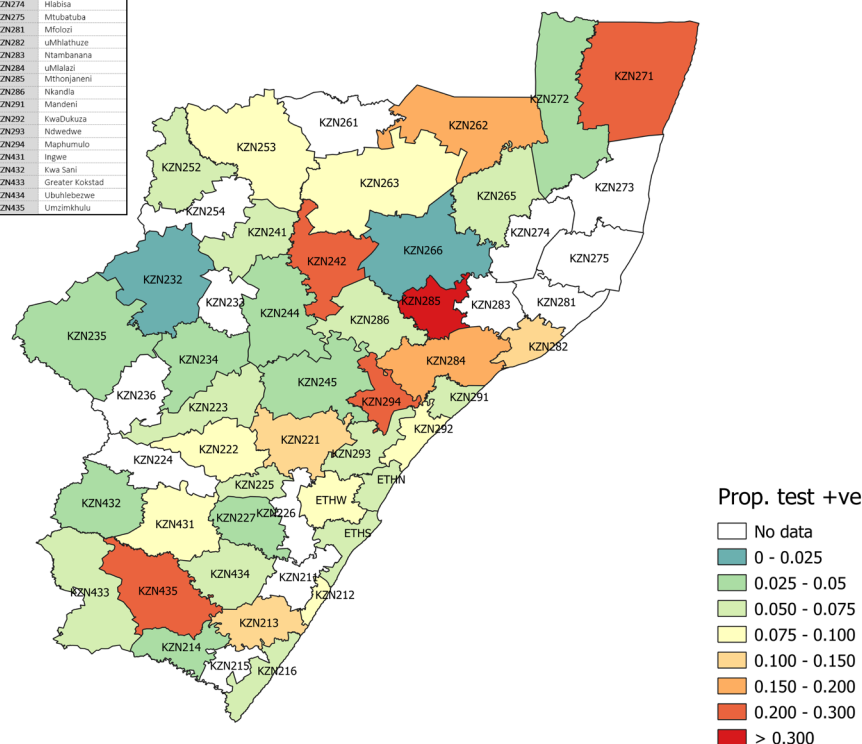 ZN274 Hlabisa
ZN275 Mtubatuba
ZN281 Mfolozi
ZN282 uMhlathuze
ZN283 Ntambanana
ZN284 uMlalazi
ZN285 Mthonjaneni
ZN286 Nkandla
ZN291 Mandeni
ZN292 KwaDukuza
ZN293 Ndwedwe
ZN294 Maphumulo
ZN431 Ingwe
ZN432 Kwa Sani
ZN433 Greater Kokstad
ZN434 Ubuhlebezwe
ZN435 Umzimkhulu
KZN271
KZN272
KZN261
KZN262
KZN253
KZN252
KZN263
KZN273
KZN265
KZN254
KZN241
KZN274
KZN266
KZN275
KZN242
KZN232
KZN233
KZN285
KZN283
KZN281
KZN244
KZN286
KZN235
KZN282
KZN234
KZN284
KZN245
KZN236
KZN294
KZN291
KZN223
KZN292
KZN221
KZN222
KZN293
KZN224
ETHN
KZN225
ETHW
KZN432
KZN226
KZN227
KZN431
ETHS
KZN434
KZN211
KZN433
KZN435
KZN212
KZN213
KZN214
KZN215
KZN216
Prop. test +ve
No data
0 - 0.025
0.025 - 0.05
0.050 - 0.075
0.075 - 0.100
0.100 - 0.150
0.150 - 0.200
0.200 - 0.300
> 0.300